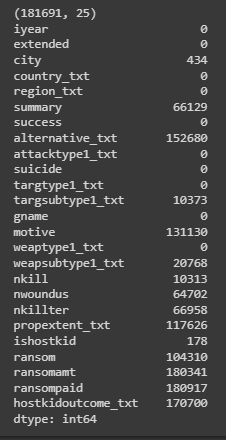 (181691, 25)
iyear 0
extended 0
city 434
country_txt 0
region_txt 0
summary 66129
success 0
alternative_txt 152680
attacktype1_txt 0
suicide 0
targtype1_txt 0
targsubtype1_txt 10373
gname 0
motive 131130
weaptype1_txt 0
weapsubtype1_txt 20768
nkill 10313
nwoundus 64702
nkillter 66958
propextent_txt 117626
ishostkid 178
ransom 104310
ransomamt 180341
ransompaid 180917
hostkidoutcome_txt 170700
dtype: int64